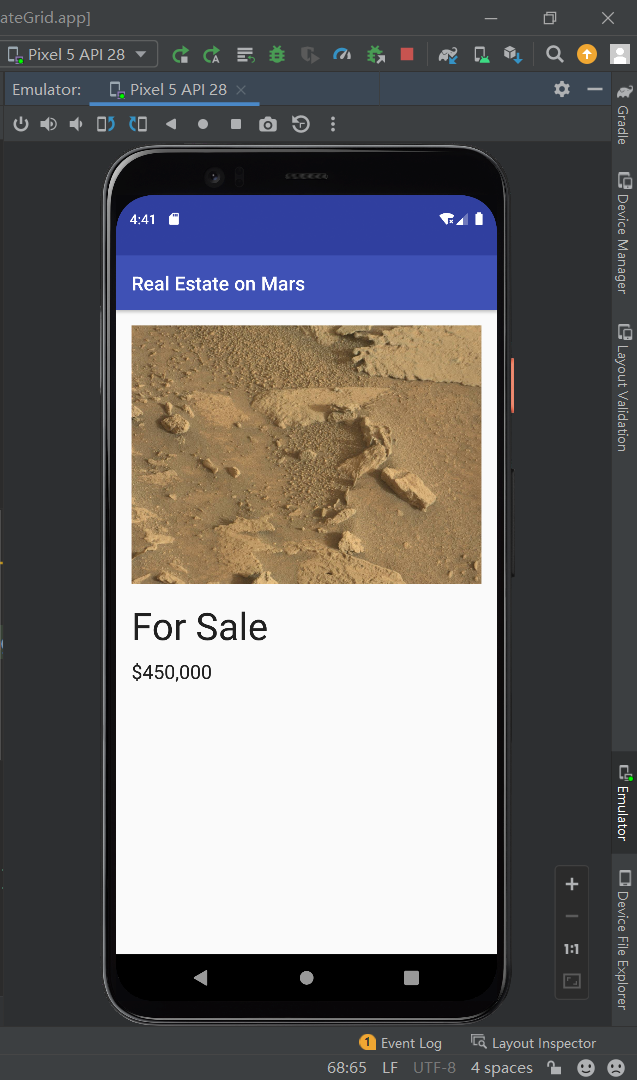 ateGrid.app]
Pixel 5 API 28
Emulator: Pixel 5 API 28
4:41
Real Estate on Mars
For Sale
$450,000
1:1
Gradle
Device Manager
Layout Validation
Emulator
Device File Explorer
1 Event Log Layout Inspector
68:65 LF UTF-8 4 spaces